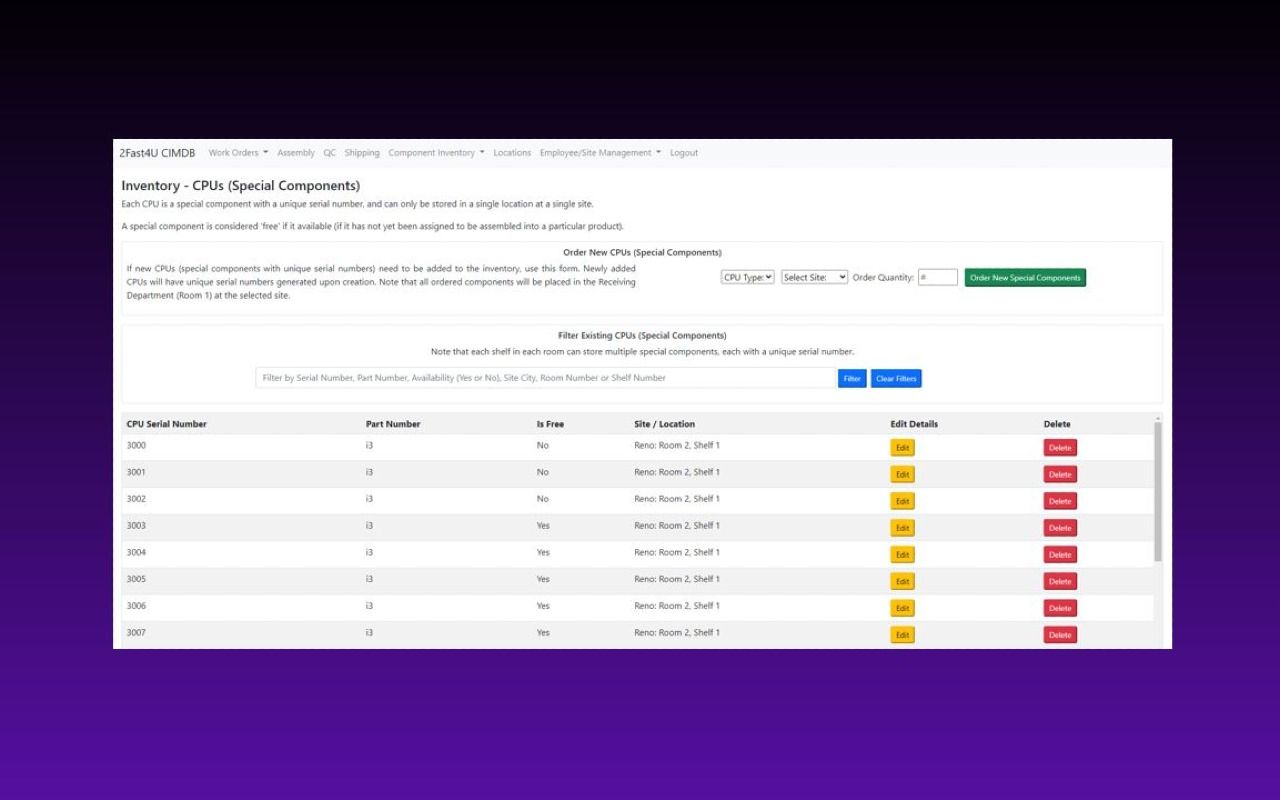 2Fast4U CIMDB Work Orders Assembly QC Shipping Component Inventory Locations Employee/Site Management Logout
Inventory - CPUs (Special Components)
Each CPU is a special component with a unique serial number, and can only be stored in a single location at a single site.
A special component is considered 'free' if it available (if it has not yet been assigned to be assembled into a particular product).
Order New CPUs (Special Components)
If new CPUs (special components with unique serial numbers) need to be added to the inventory, use this form. Newly added
CPUs will have unique serial numbers generated upon creation. Note that all ordered components will be placed in the Receiving
Department (Room 1) at the selected site.
CPU Type: Select Site: Order Quantity: # Order New Special Components
Filter Existing CPUs (Special Components)
Note that each shelf in each room can store multiple special components, each with a unique serial number.
Filter by Serial Number, Part Number, Availability (Yes or No), Site City, Room Number or Shelf Number Filter Clear Filters
CPU Serial Number Part Number Is Free Site / Location Edit Details Delete
3000 i3 No Reno: Room 2, Shelf 1 Edit Delete
3001 i3 No Reno: Room 2, Shelf 1 Edit Delete
3002 i3 No Reno: Room 2, Shelf 1 Edit Delete
3003 i3 Yes Reno: Room 2, Shelf 1 Edit Delete
3004 i3 Yes Reno: Room 2, Shelf 1 Edit Delete
3005 i3 Yes Reno: Room 2, Shelf 1 Edit Delete
3006 i3 Yes Reno: Room 2, Shelf 1 Edit Delete
3007 i3 Yes Reno: Room 2, Shelf 1 Edit Delete